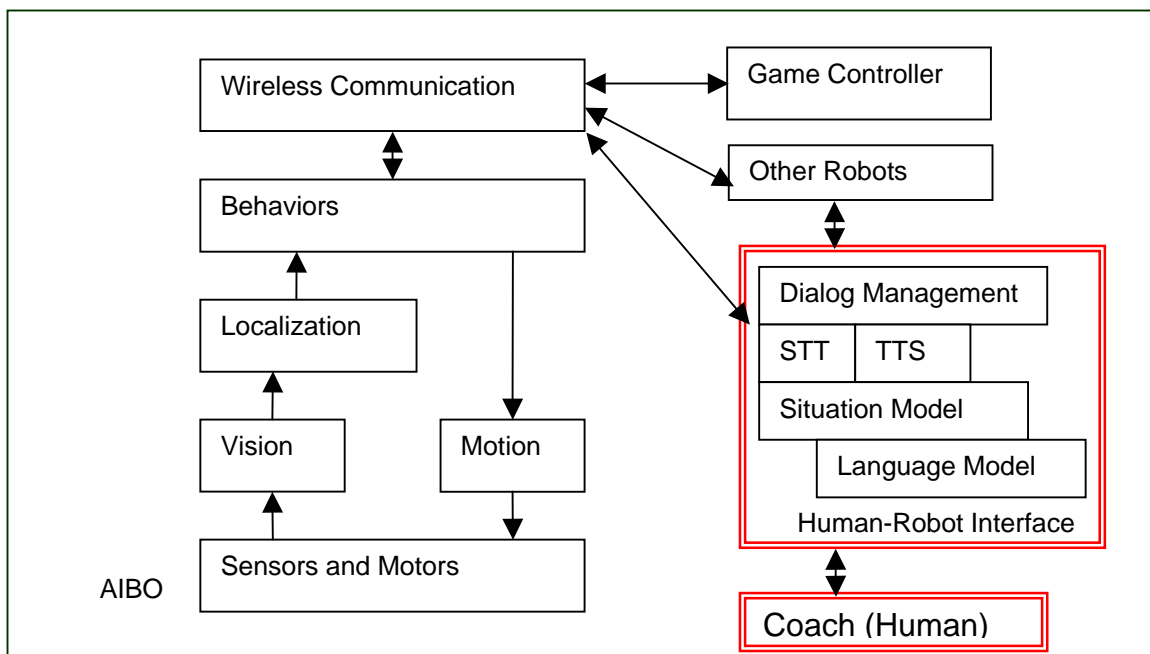 Wireless Communication
Game Controller
Other Robots
Behaviors
Dialog Management
Localization
STT
TTS
Situation Model
Vision
Motion
Language Model
Human-Robot Interface
Sensors and Motors
AIBO
Coach (Human)